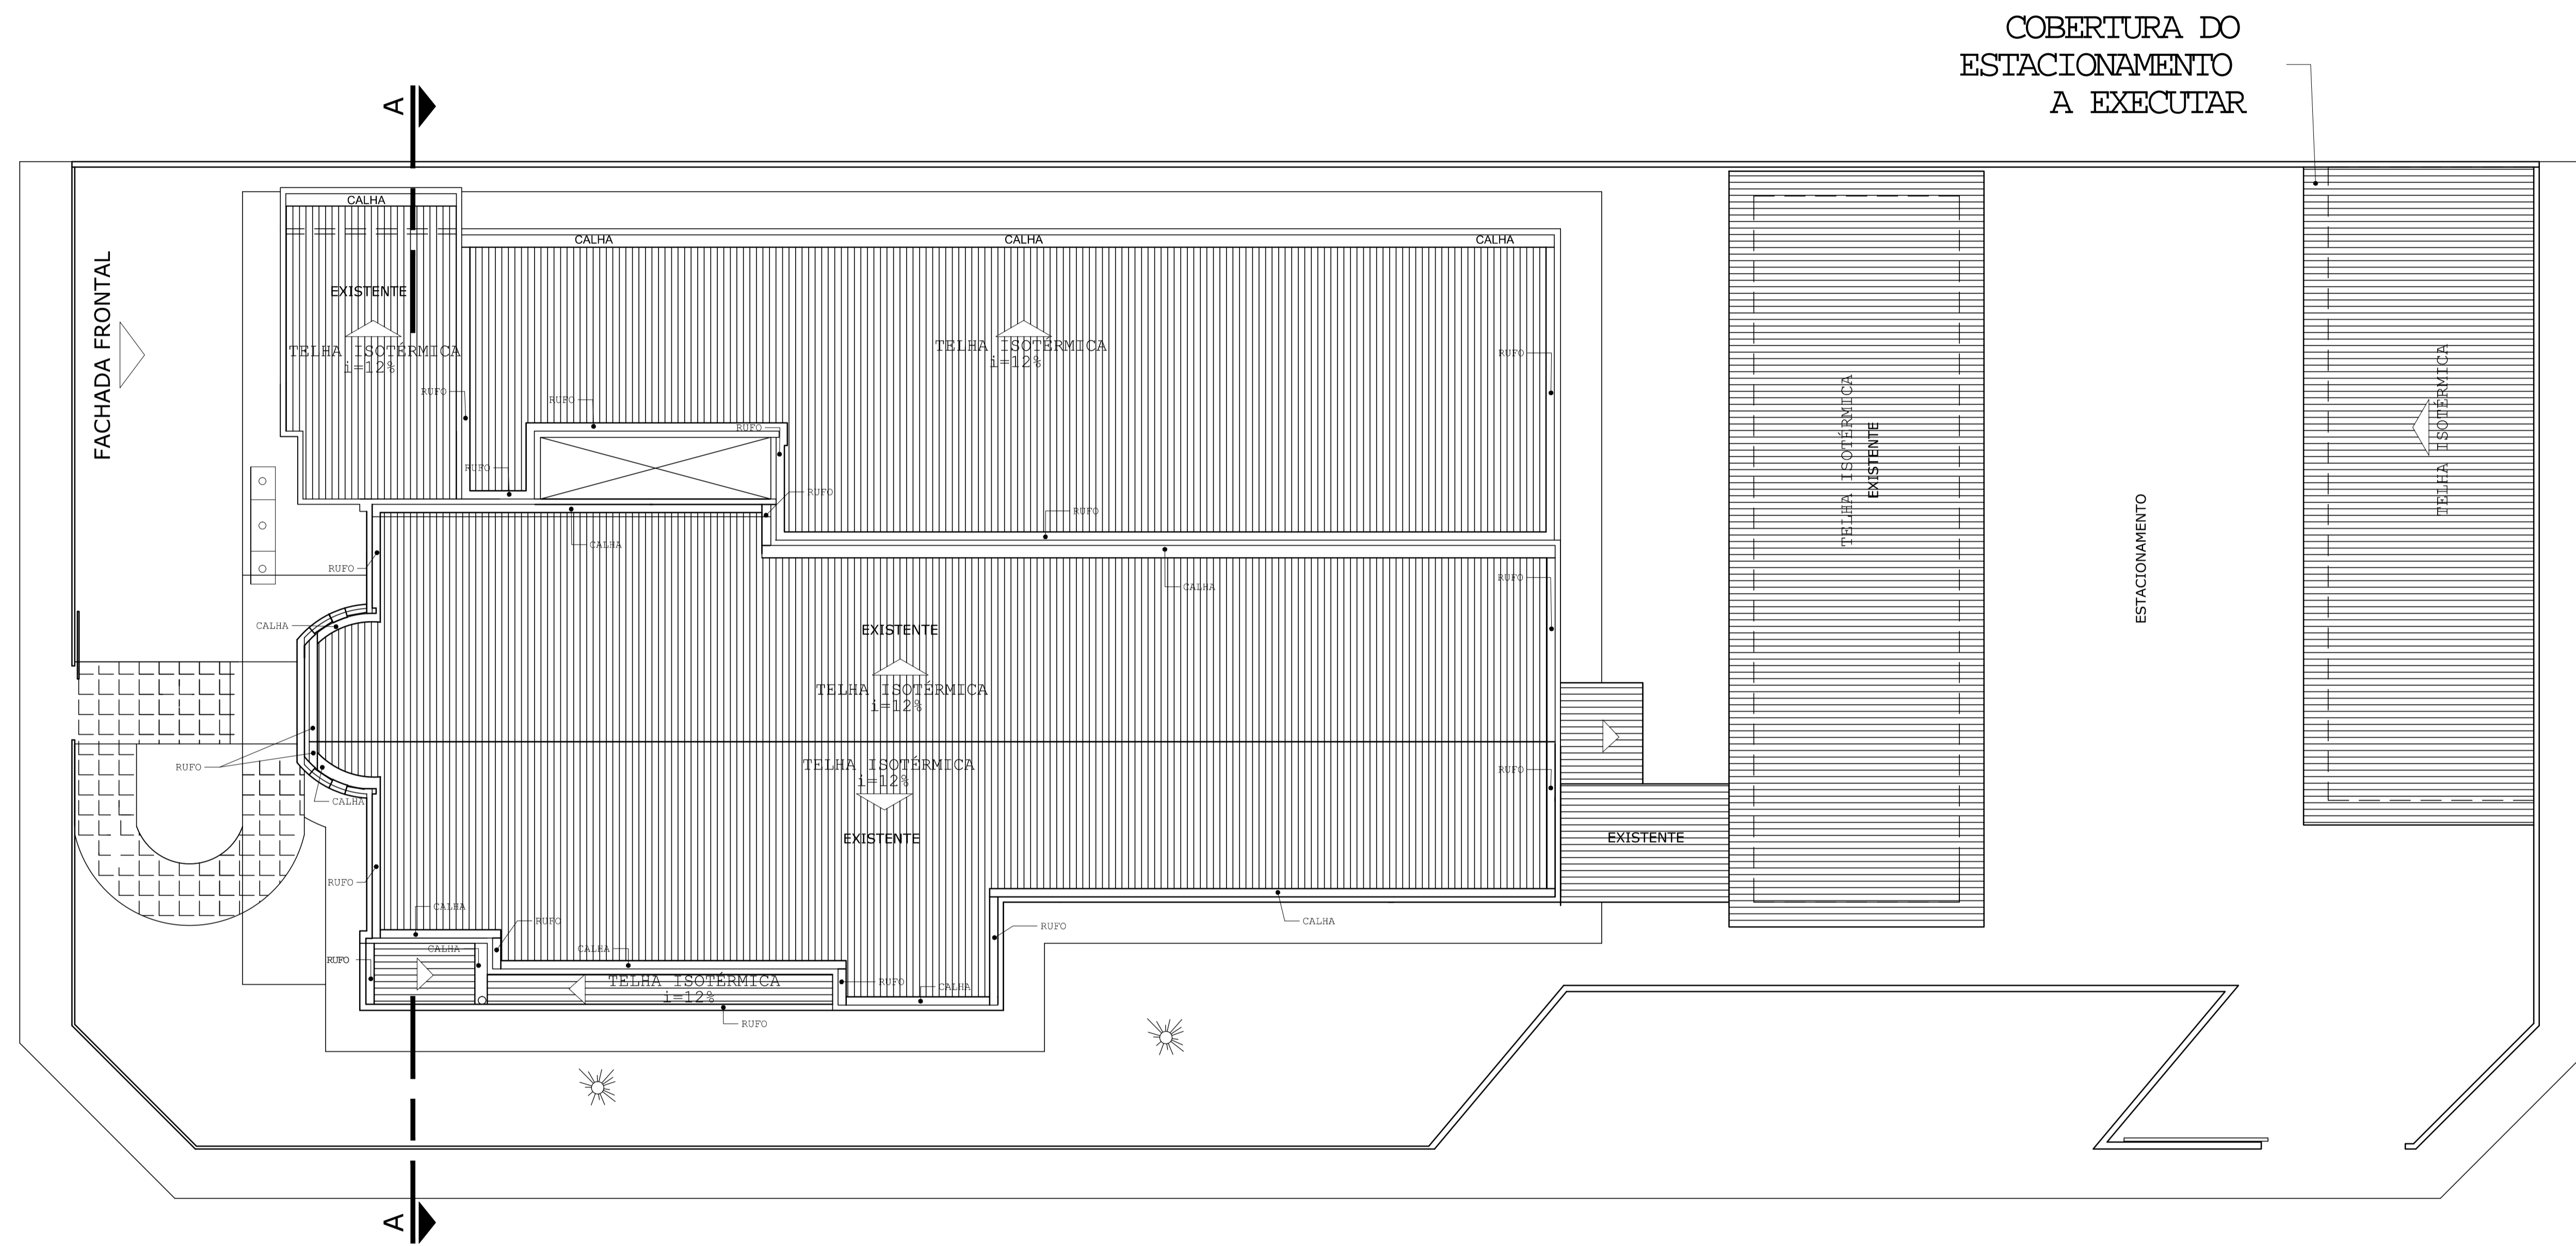 COBERTURA DO
ESTACIONAMENTO
A EXECUTAR
A
CALHA
CALHA
CALHA
CALHA
FACHADA FRONTAL
EXISTENTE
TELHA ISOTÉRMICA
i=12%
TELHA ISOTÉRMICA
i=12%
RUFO
RUFO
RUFO
RUFO
RUFO
RUFO
RUFO
CALHA
RUFO
RUFO
CALHA
RUFO
CALHA
EXISTENTE
TELHA ISOTÉRMICA
i=12%
TELHA ISOTÉRMICA
i=12%
EXISTENTE
RUFO
RUFO
CALHA
RUFO
EXISTENTE
TELHA ISOTÉRMICA
EXISTENTE
ESTACIONAMENTO
TELHA ISOTÉRMICA
CALHA
RUFO
RUFO
CALHA
CALHA
CALHA
RUFO
TELHA ISOTÉRMICA
i=12%
RUFO
CALHA
RUFO
A